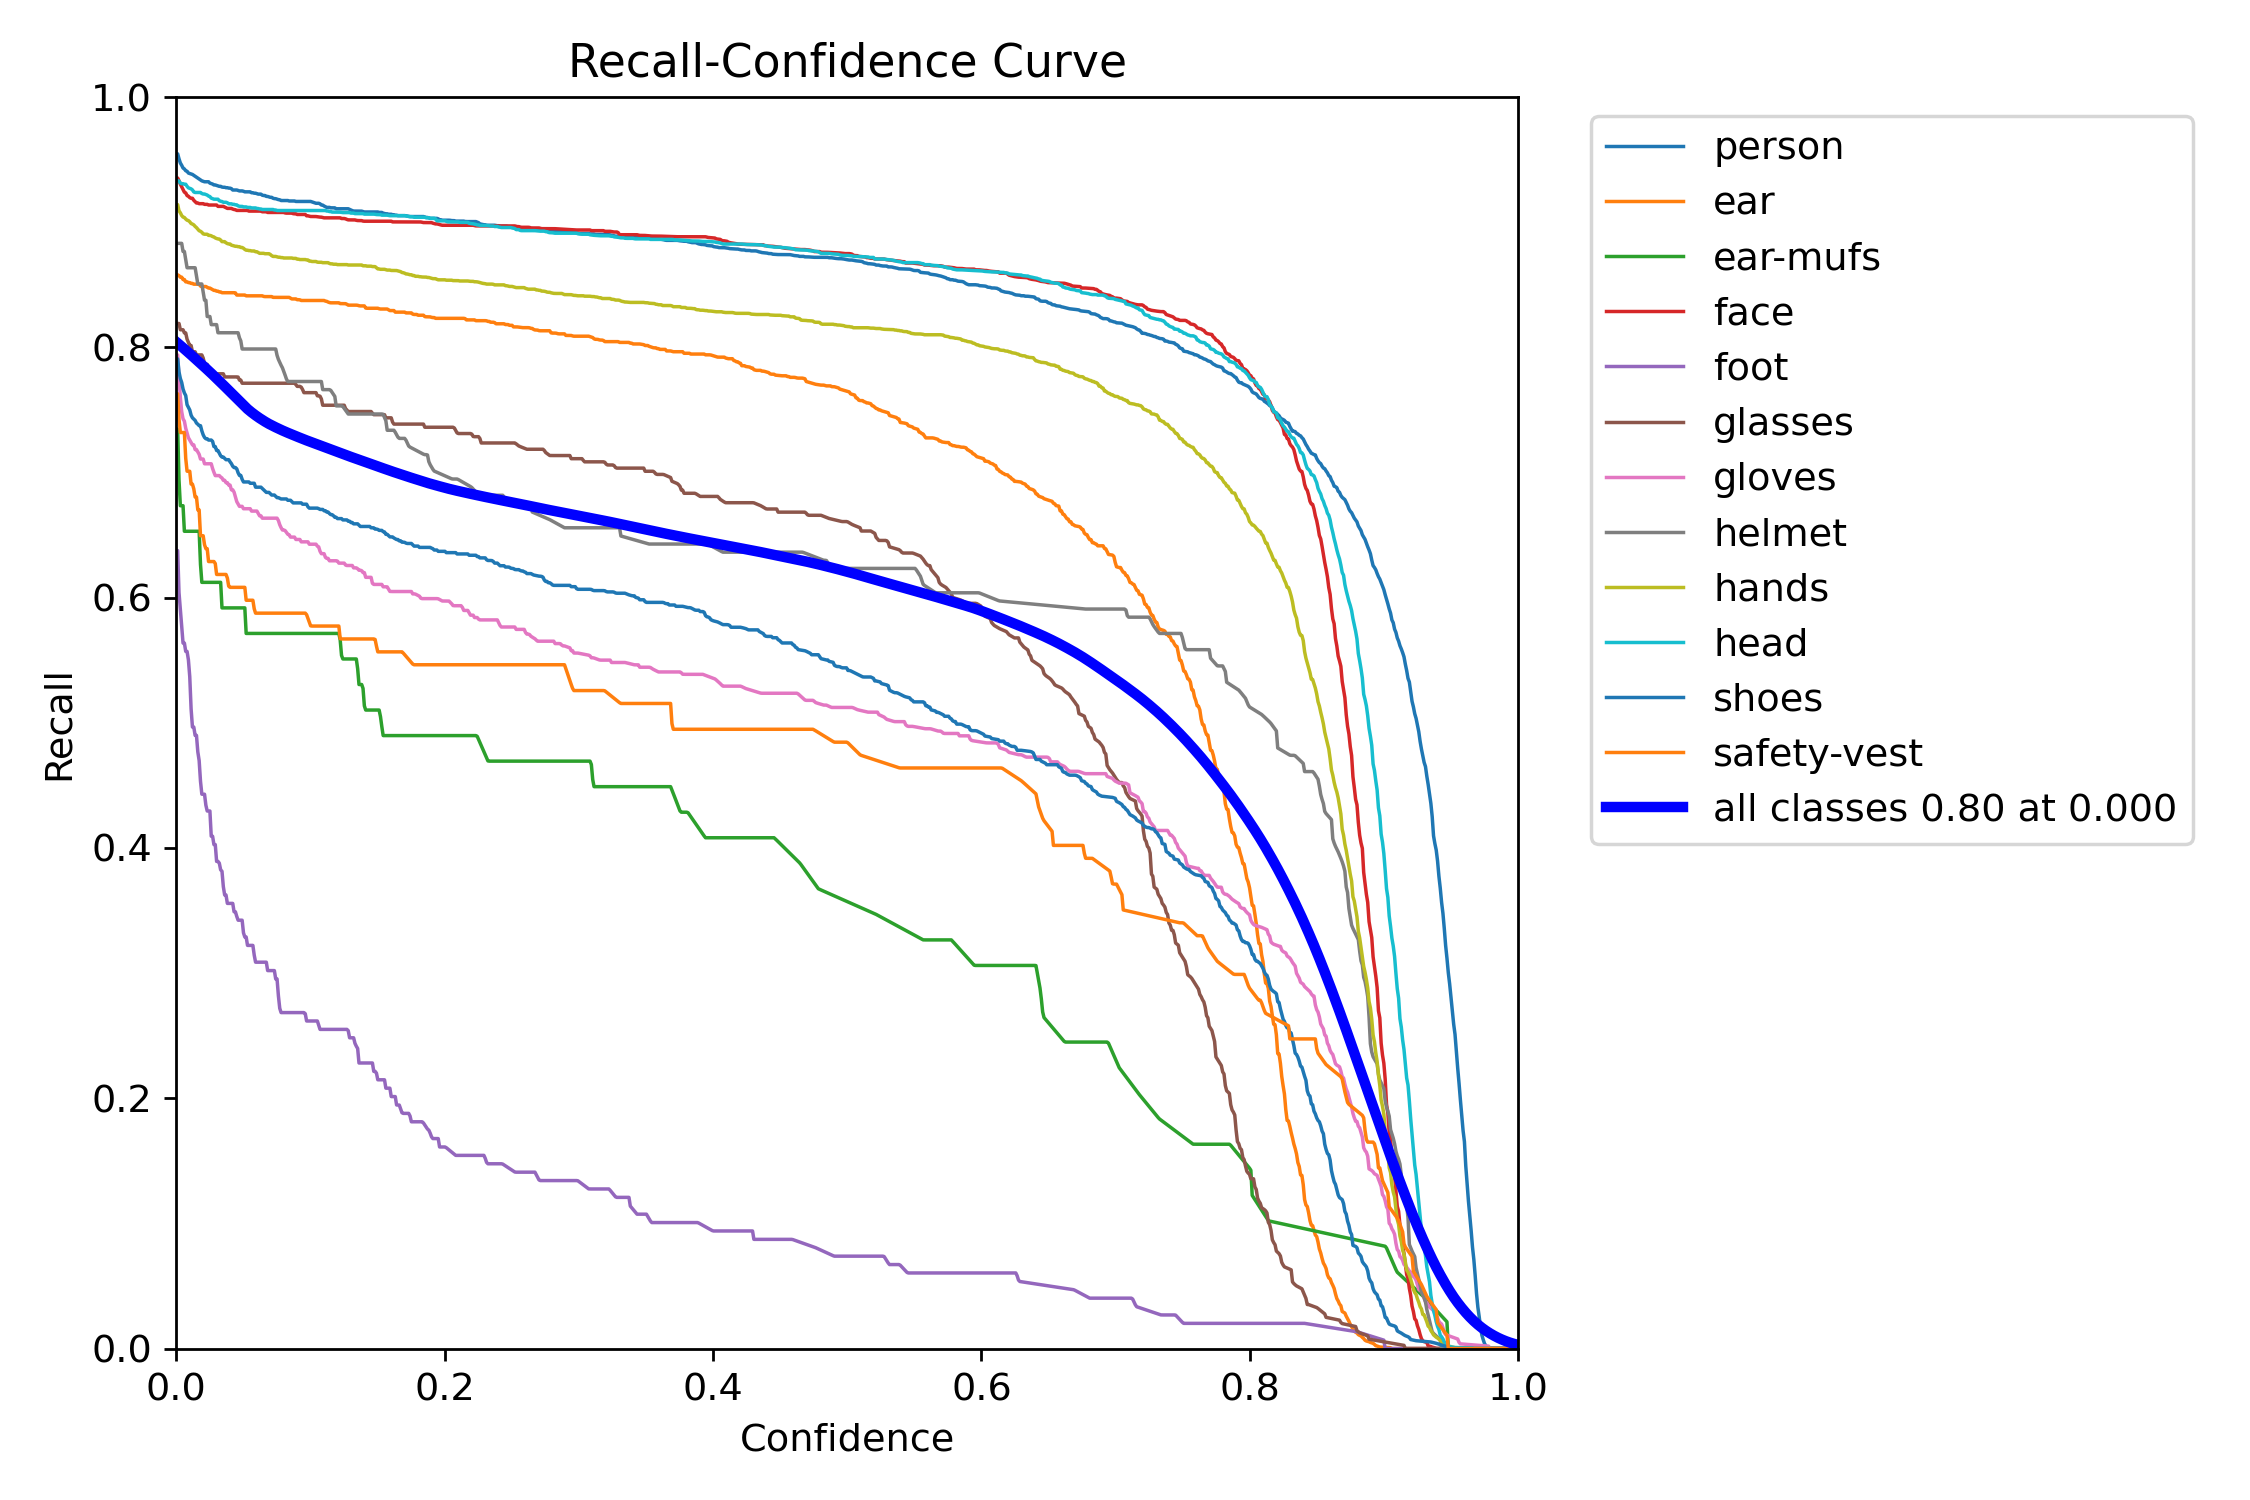 Recall-Confidence Curve
1.0
0.8
0.6
0.4
0.2
0.0
Recall
0.0 0.2 0.4 0.6 0.8 1.0
Confidence
person
ear
ear-mufs
face
foot
glasses
gloves
helmet
hands
head
shoes
safety-vest
all classes 0.80 at 0.000